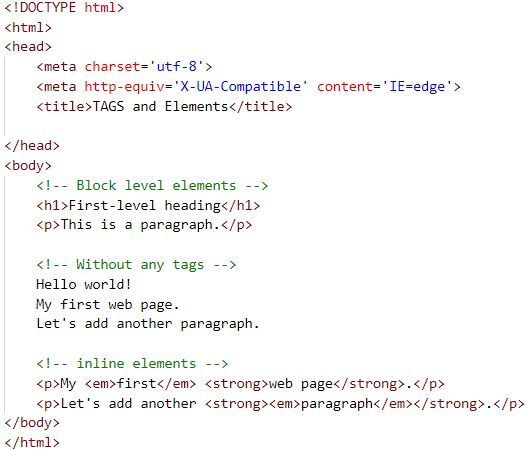 <!DOCTYPE html>
<html>
<head>
<meta charset='utf-8'>
<meta http-equiv='X-UA-Compatible' content='IE=edge'>
<title>TAGS and Elements</title>
</head>
<body>
<!-- Block level elements -->
<h1>First-level heading</h1>
<p>This is a paragraph.</p>
<!-- Without any tags -->
Hello world!
My first web page.
Let's add another paragraph.
<!-- inline elements -->
<p>My <em>first</em> <strong>web page</strong>.</p>
<p>Let's add another <strong><em>paragraph</em></strong>.</p>
</body>
</html>